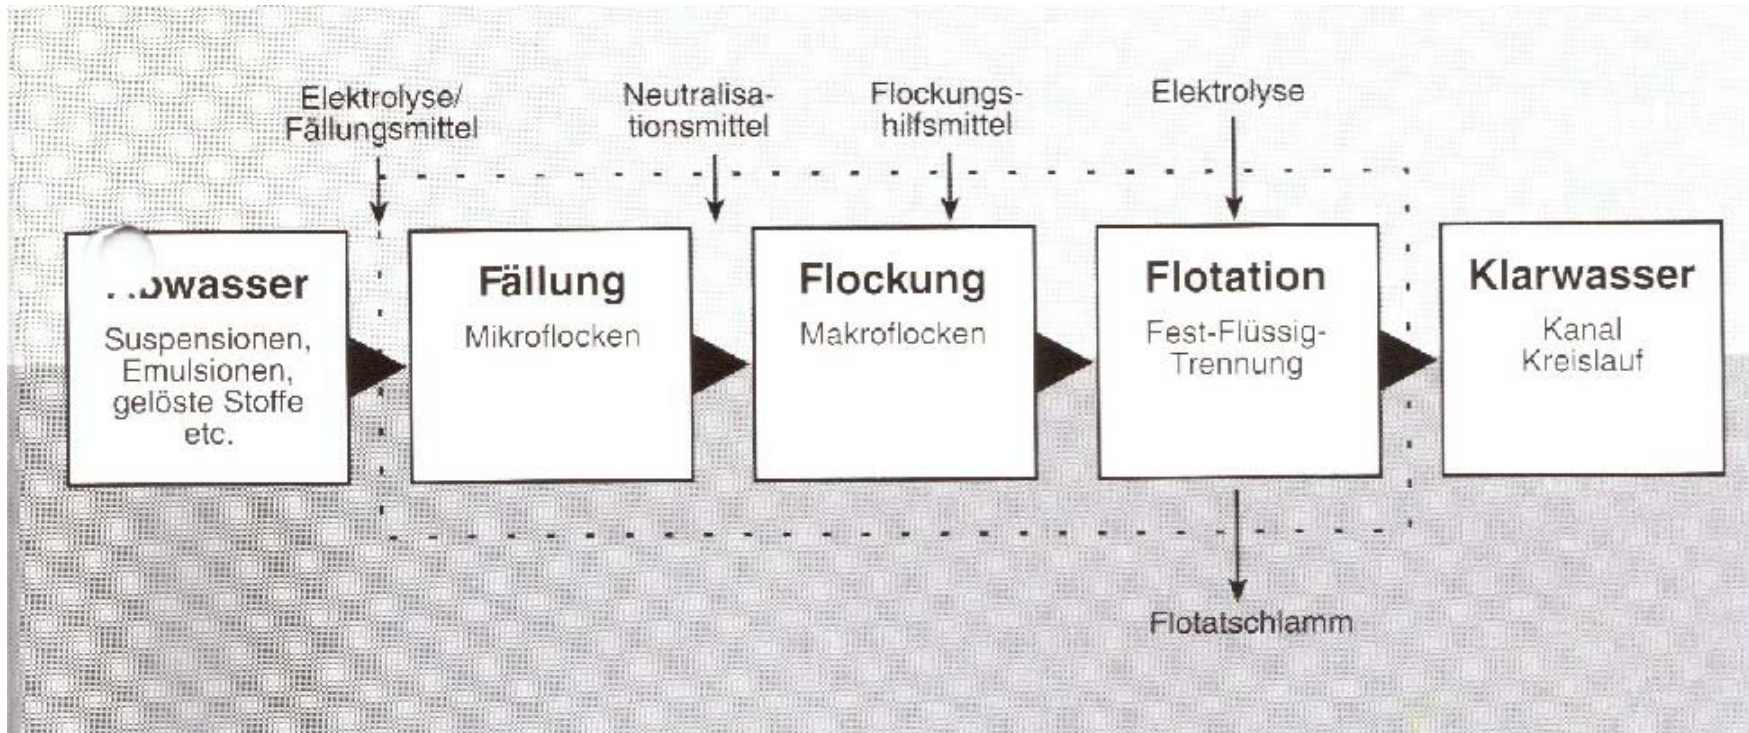 Elektrolyse/
Fällungsmittel
Neutralisa-
tionsmittel
Flockungs-
hilfsmittel
Elektrolyse
Abwasser
Suspensionen,
Emulsionen,
gelöste Stoffe
etc.
Fällung
Mikroflocken
Flockung
Makroflocken
Flotation
Fest-Flüssig-
Trennung
Klarwasser
Kanal
Kreislauf
Flotatschlamm